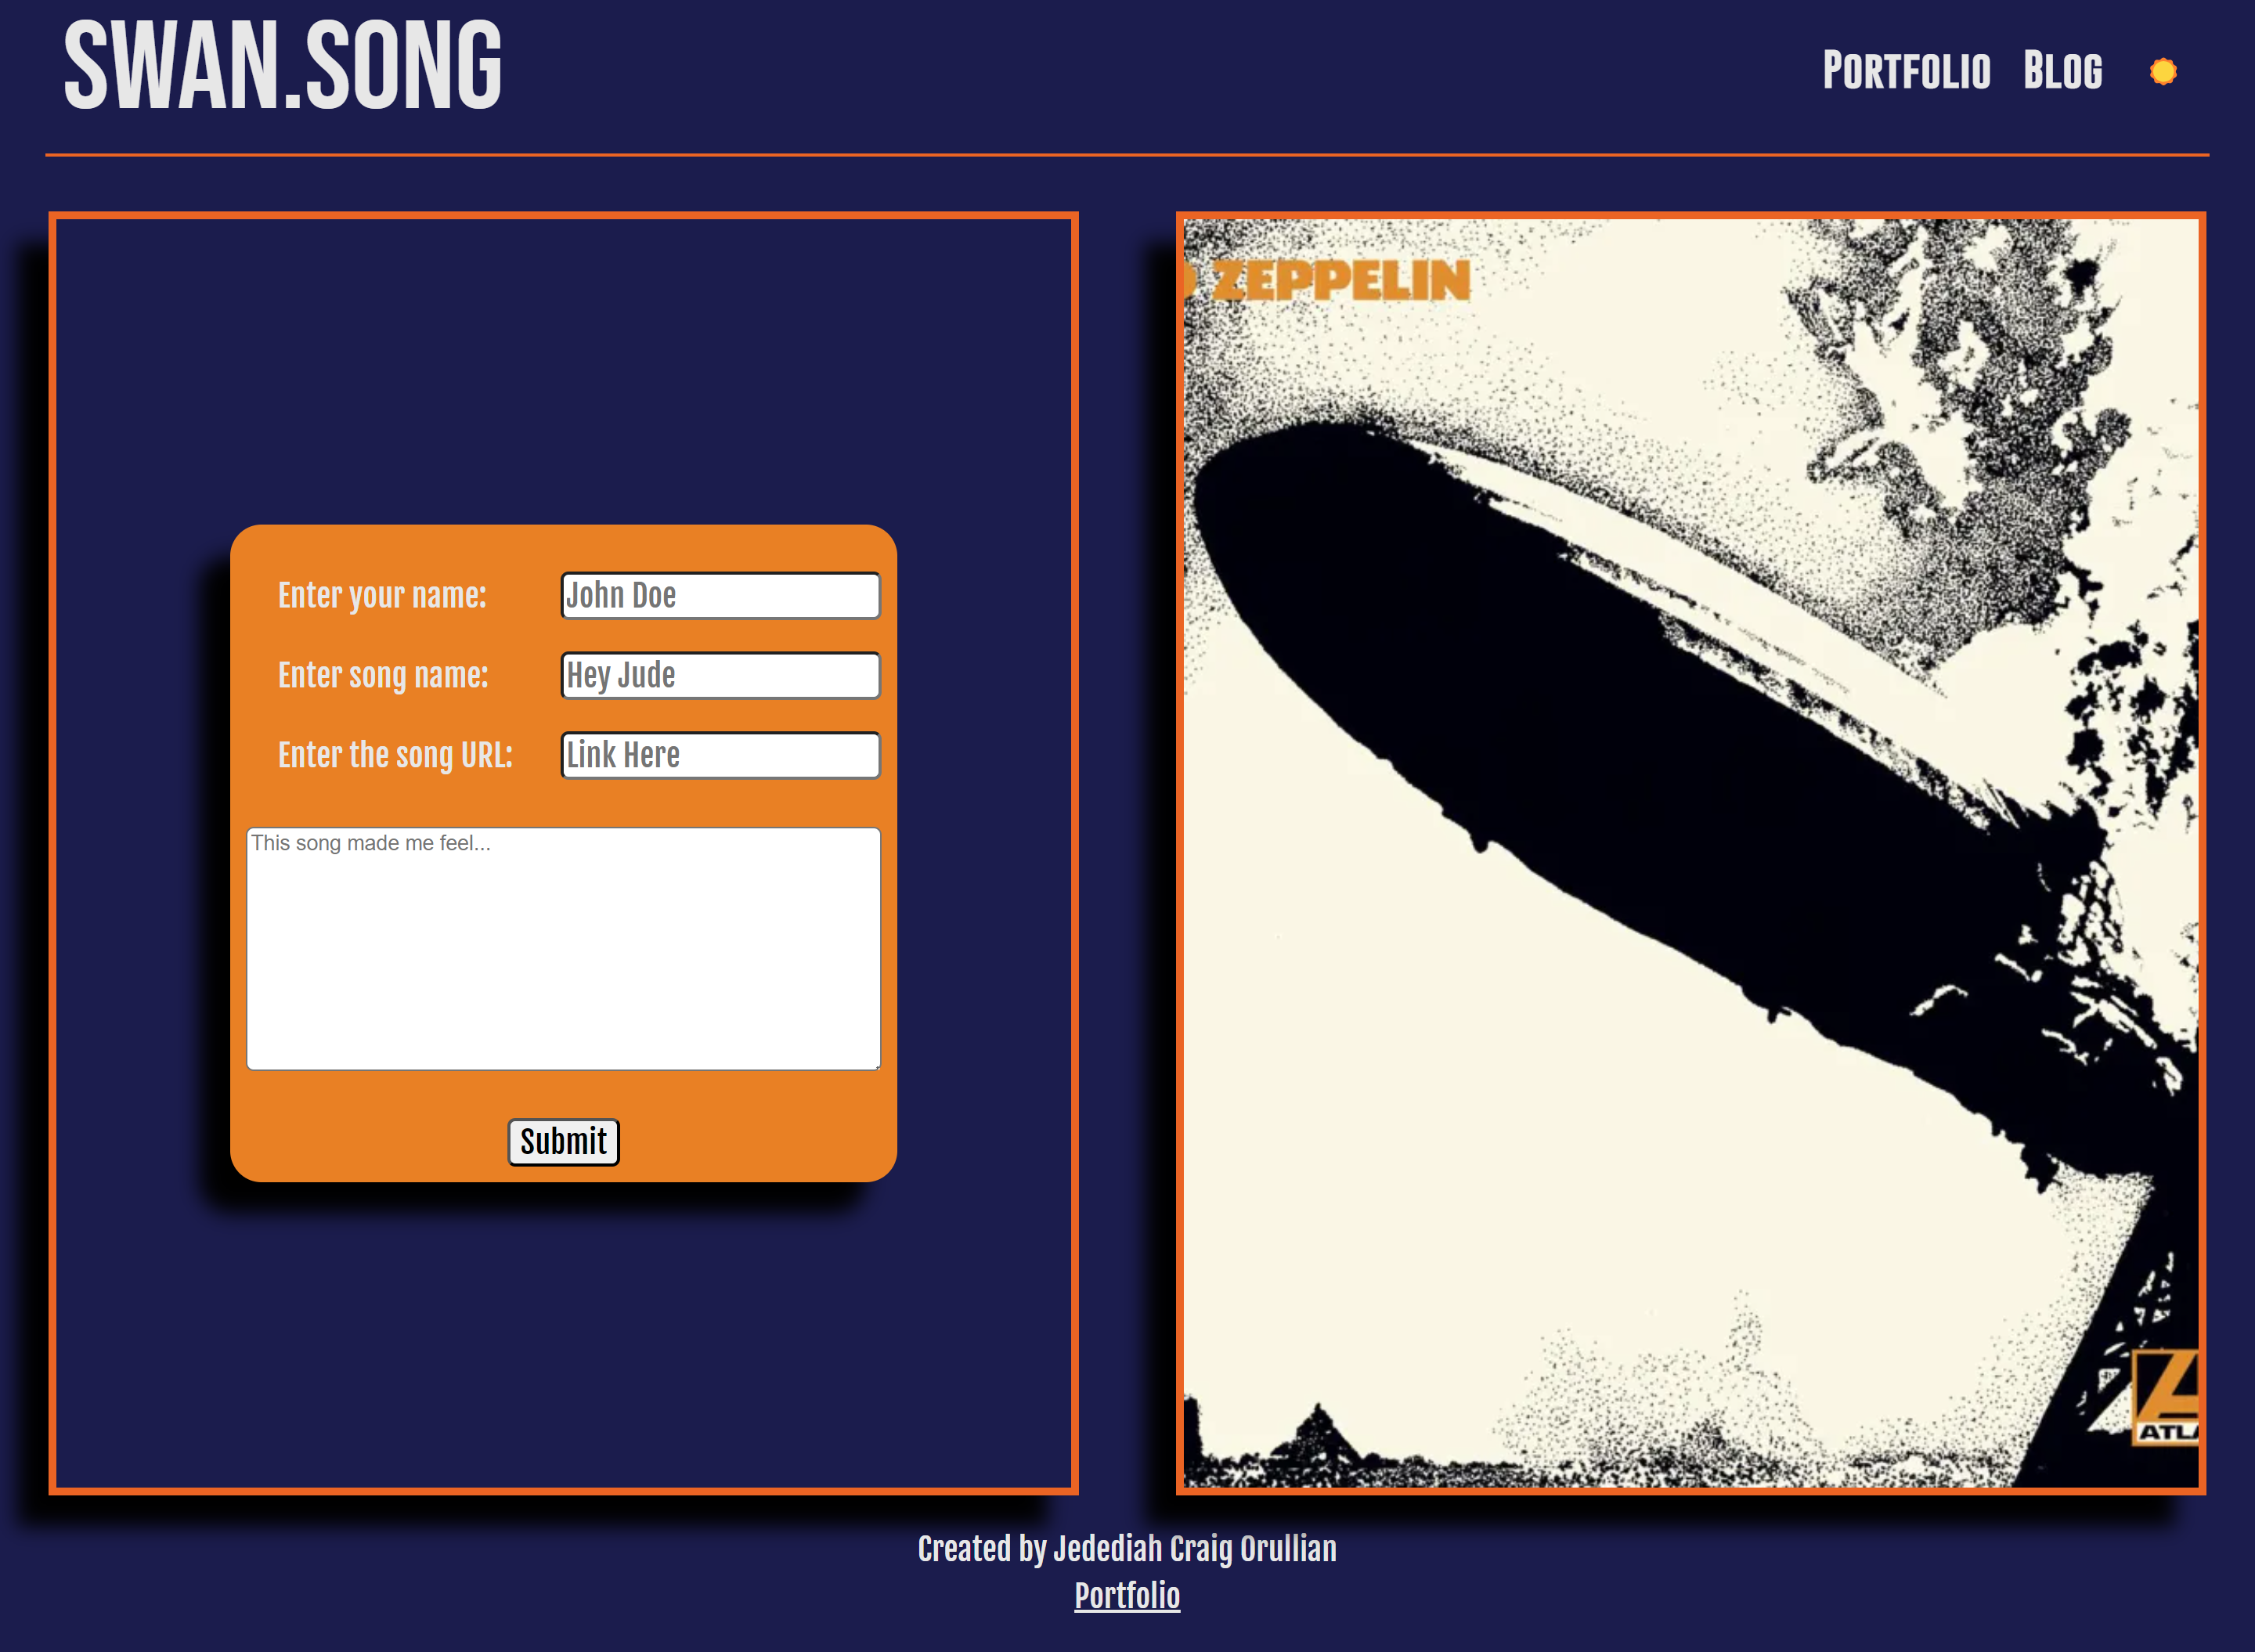 SWAN.SONG
Portfolio Blog
Enter your name: John Doe
Enter song name: Hey Jude
Enter the song URL: Link Here
This song made me feel...
Submit
ZEPPELIN
Created by Jedediah Craig Orullian
Portfolio